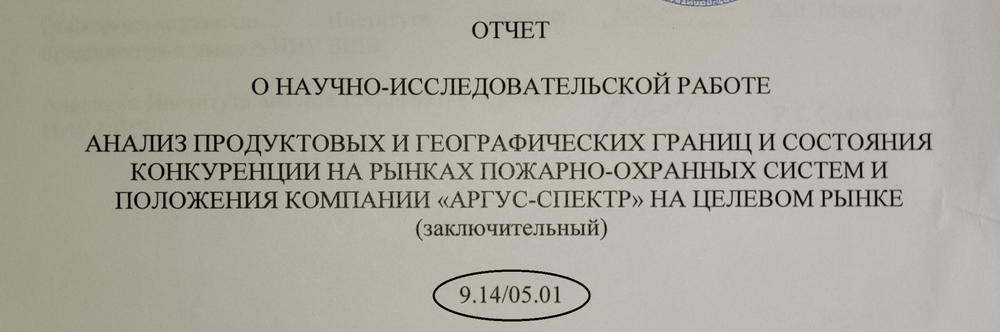 ОТЧЕТ
О НАУЧНО-ИССЛЕДОВАТЕЛЬСКОЙ РАБОТЕ
АНАЛИЗ ПРОДУКТОВЫХ И ГЕОГРАФИЧЕСКИХ ГРАНИЦ И СОСТОЯНИЯ
КОНКУРЕНЦИИ НА РЫНКАХ ПОЖАРНО-ОХРАННЫХ СИСТЕМ И
ПОЛОЖЕНИЯ КОМПАНИИ «АРГУС-СПЕКТР» НА ЦЕЛЕВОМ РЫНКЕ
(заключительный)
9.14/05.01